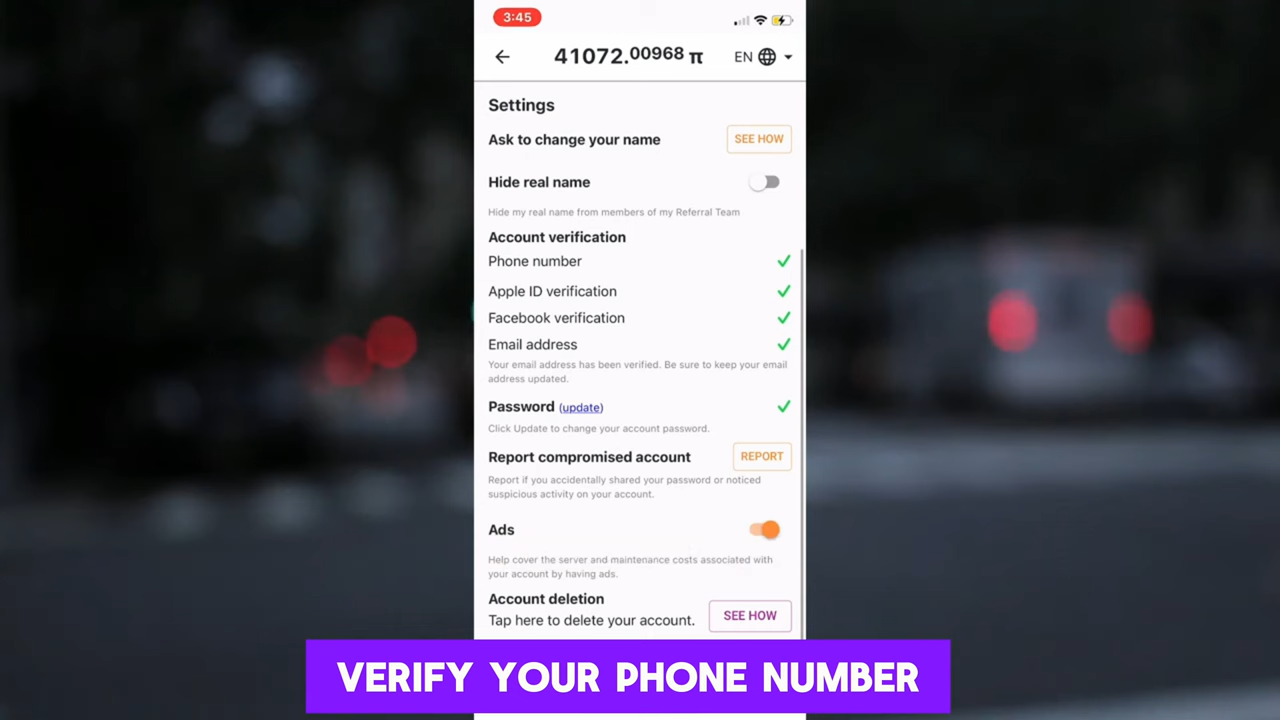 3:45
41072.00968 π EN
Settings
Ask to change your name SEE HOW
Hide real name
Hide my real name from members of my Referral Team
Account verification
Phone number
Apple ID verification
Facebook verification
Email address
Your email address has been verified. Be sure to keep your email
address updated.
Password (update)
Click Update to change your account password.
Report compromised account REPORT
Report if you accidentally shared your password or noticed
suspicious activity on your account.
Ads
Help cover the server and maintenance costs associated with
your account by having ads.
Account deletion
Tap here to delete your account. SEE HOW
VERIFY YOUR PHONE NUMBER